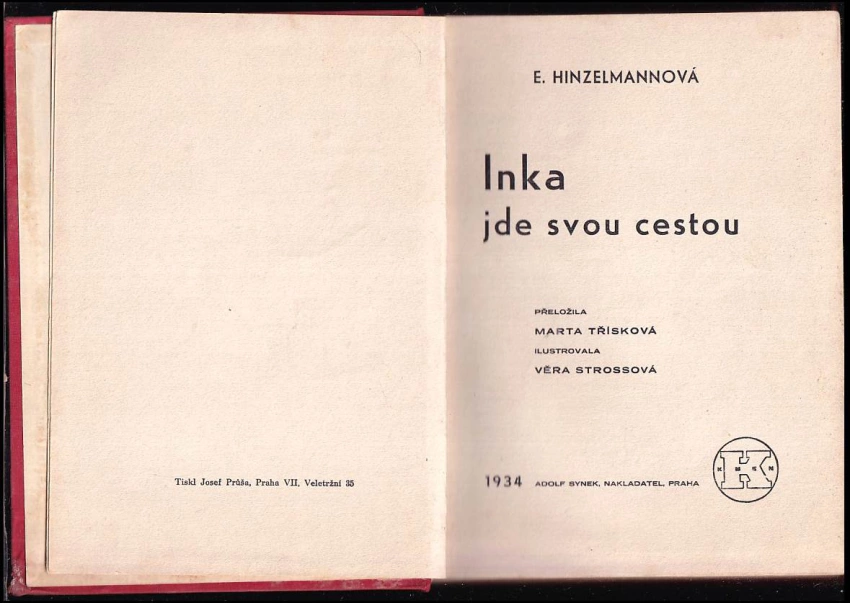 Tiskl Josef Průša, Praha VII, Veletržní 35
E. HINZELMANNOVÁ
Inka
jde svou cestou
PŘELOŽILA
MARTA TŘÍSKOVÁ
ILUSTROVALA
VĚRA STROSSOVÁ
1934 ADOLF SYNEK, NAKLADATEL, PRAHA
K